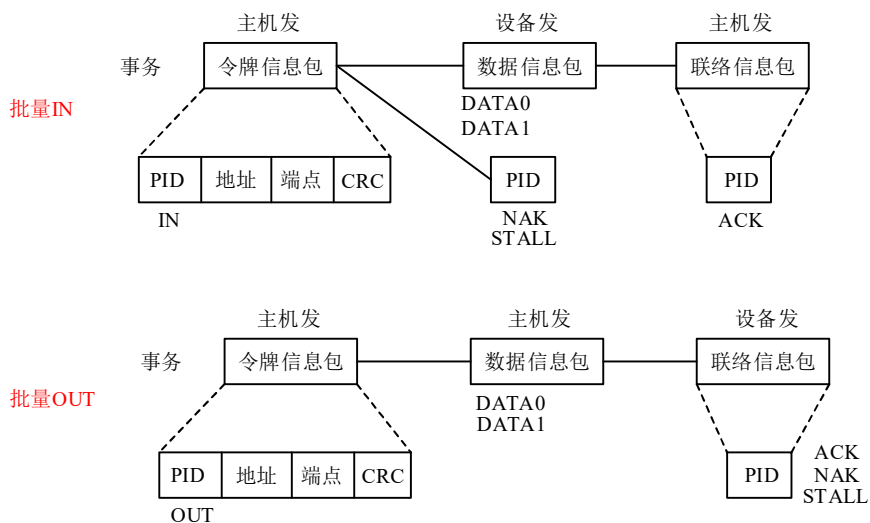 主机发 设备发 主机发
事务 令牌信息包 数据信息包 联络信息包
批量IN
DATA0
DATA1
PID 地址 端点 CRC PID PID
IN NAK ACK
STALL
主机发 主机发 设备发
事务 令牌信息包 数据信息包 联络信息包
批量OUT
DATA0
DATA1
PID 地址 端点 CRC PID ACK
NAK
STALL
OUT